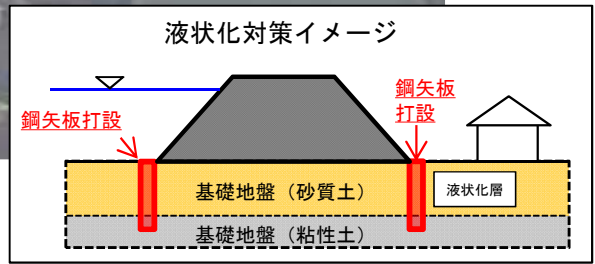 液状化対策イメージ
鋼矢板打設
鋼矢板
打設
基礎地盤（砂質土）
液状化層
基礎地盤（粘性土）